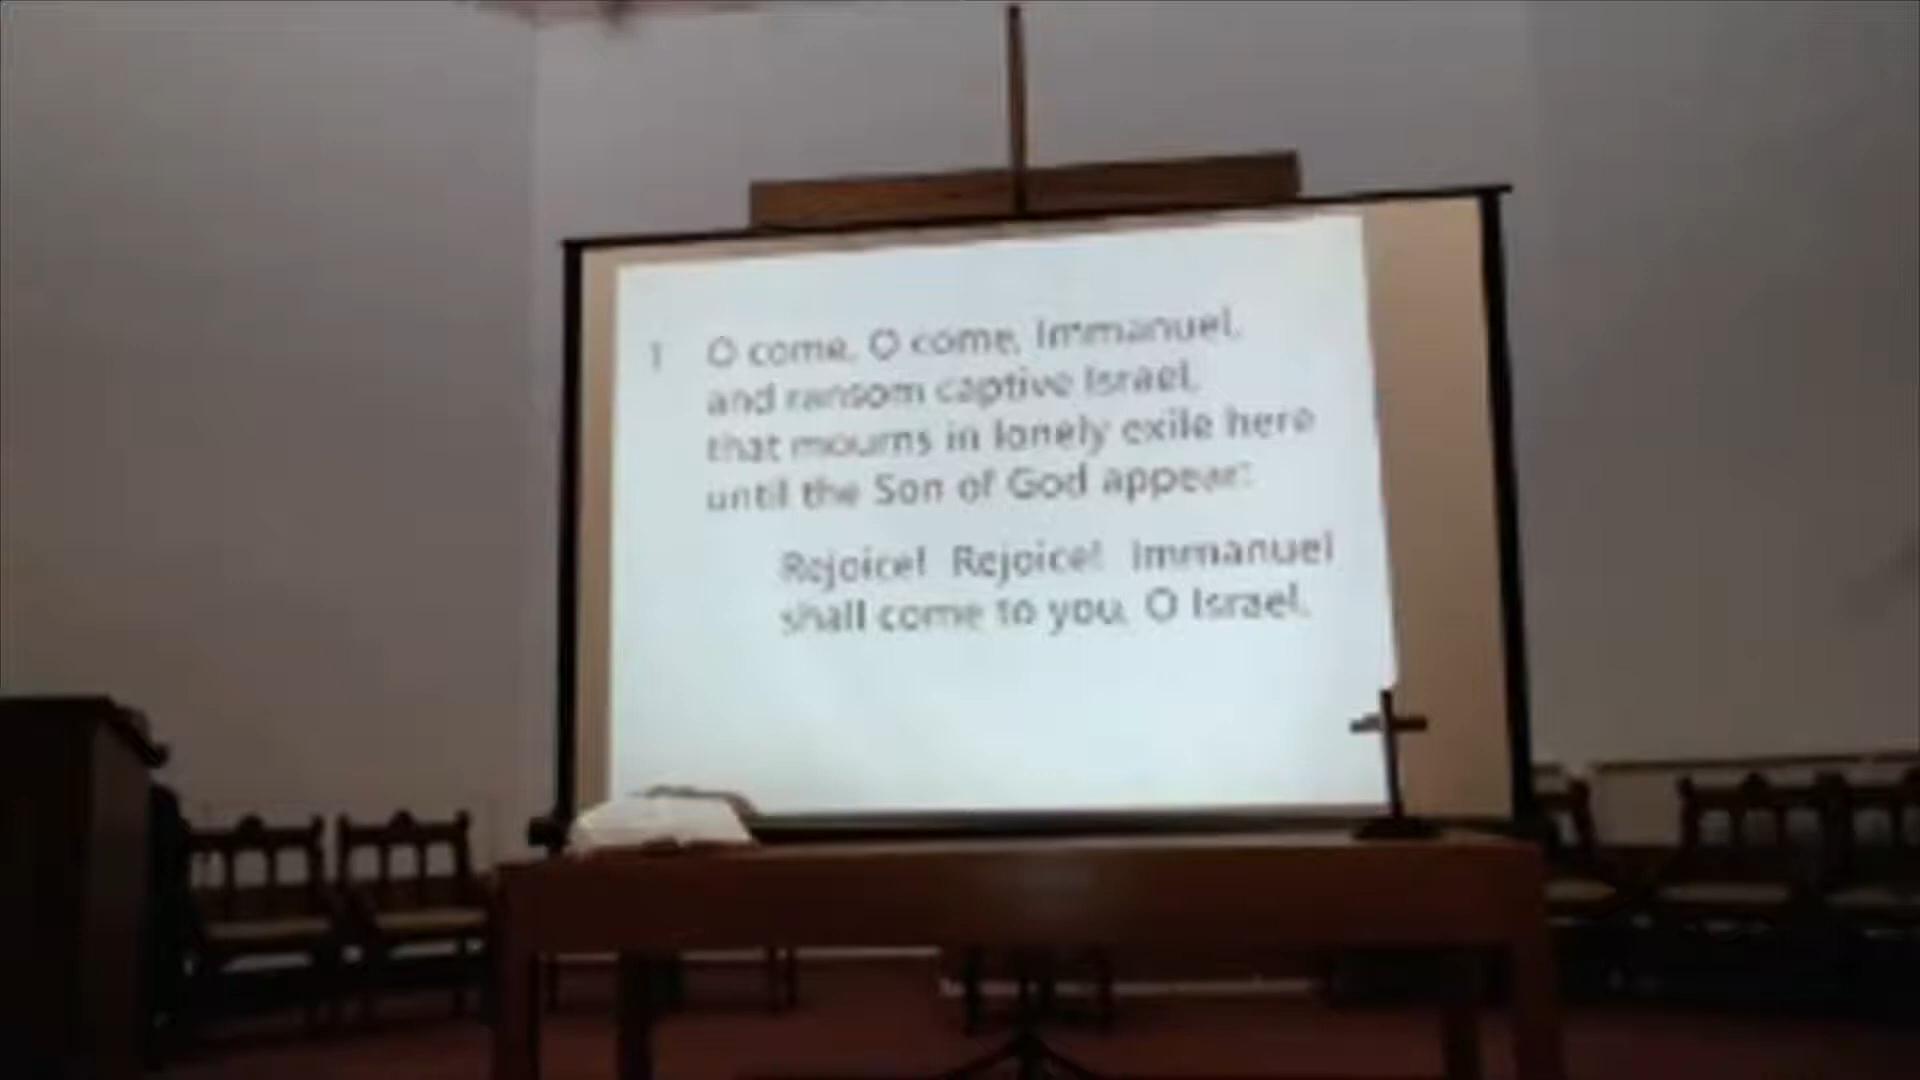 1 O come, O come, Immanuel,
and ransom captive Israel,
that mourns in lonely exile here
until the Son of God appear:
Rejoice! Rejoice! Immanuel
shall come to you, O Israel.